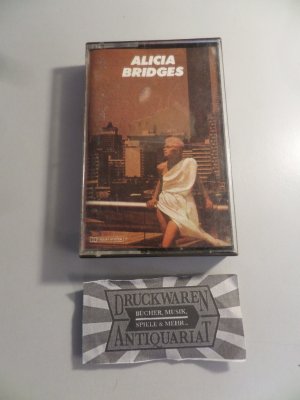 ALICIA
BRIDGES
DRUCKWAREN
BÜCHER, MUSIK,
SPIELE & MEHR...
ANTIQUARIAT